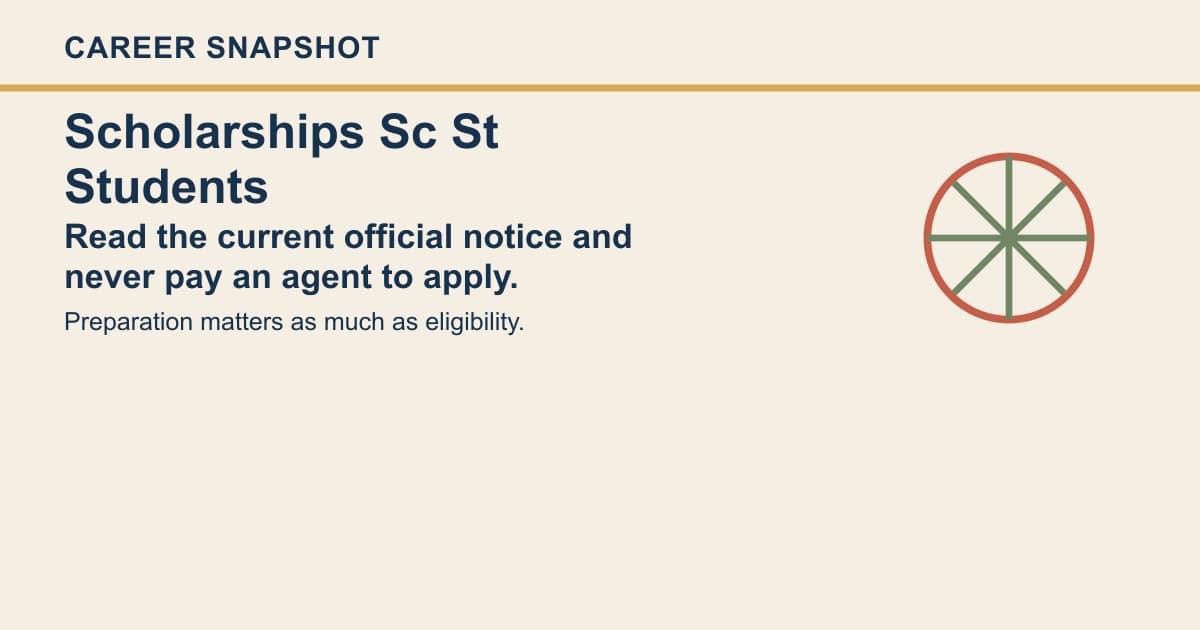 CAREER SNAPSHOT
Scholarships Sc St
Students
Read the current official notice and
never pay an agent to apply.
Preparation matters as much as eligibility.